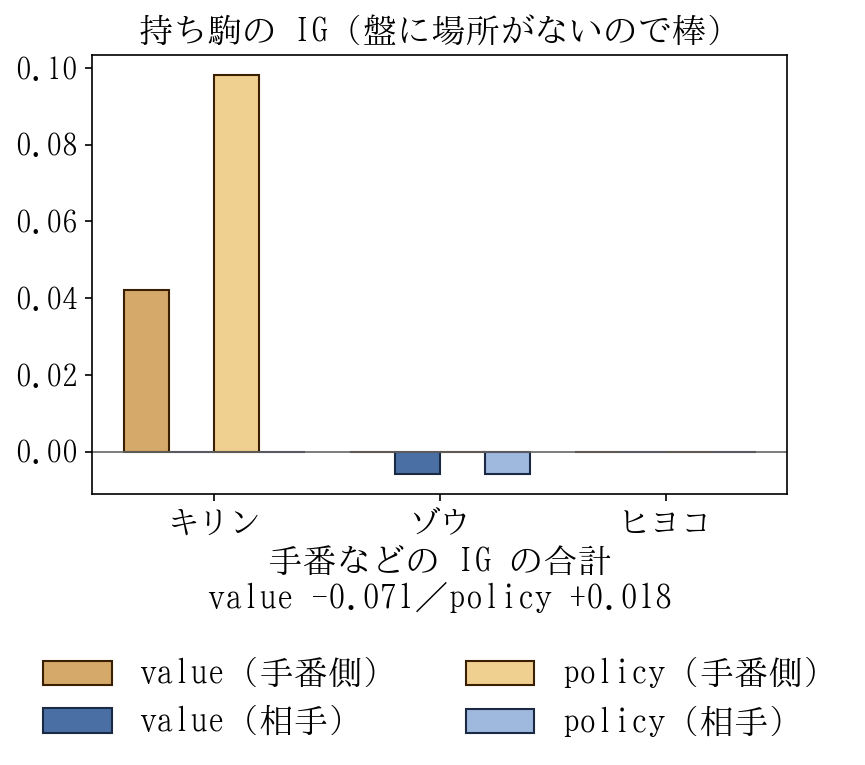 持ち駒の IG（盤に場所がないので棒）
0.10
0.08
0.06
0.04
0.02
0.00
キリン ゾウ ヒヨコ
手番などの IG の合計
value −0.071／policy +0.018
value（手番側） policy（手番側）
value（相手） policy（相手）